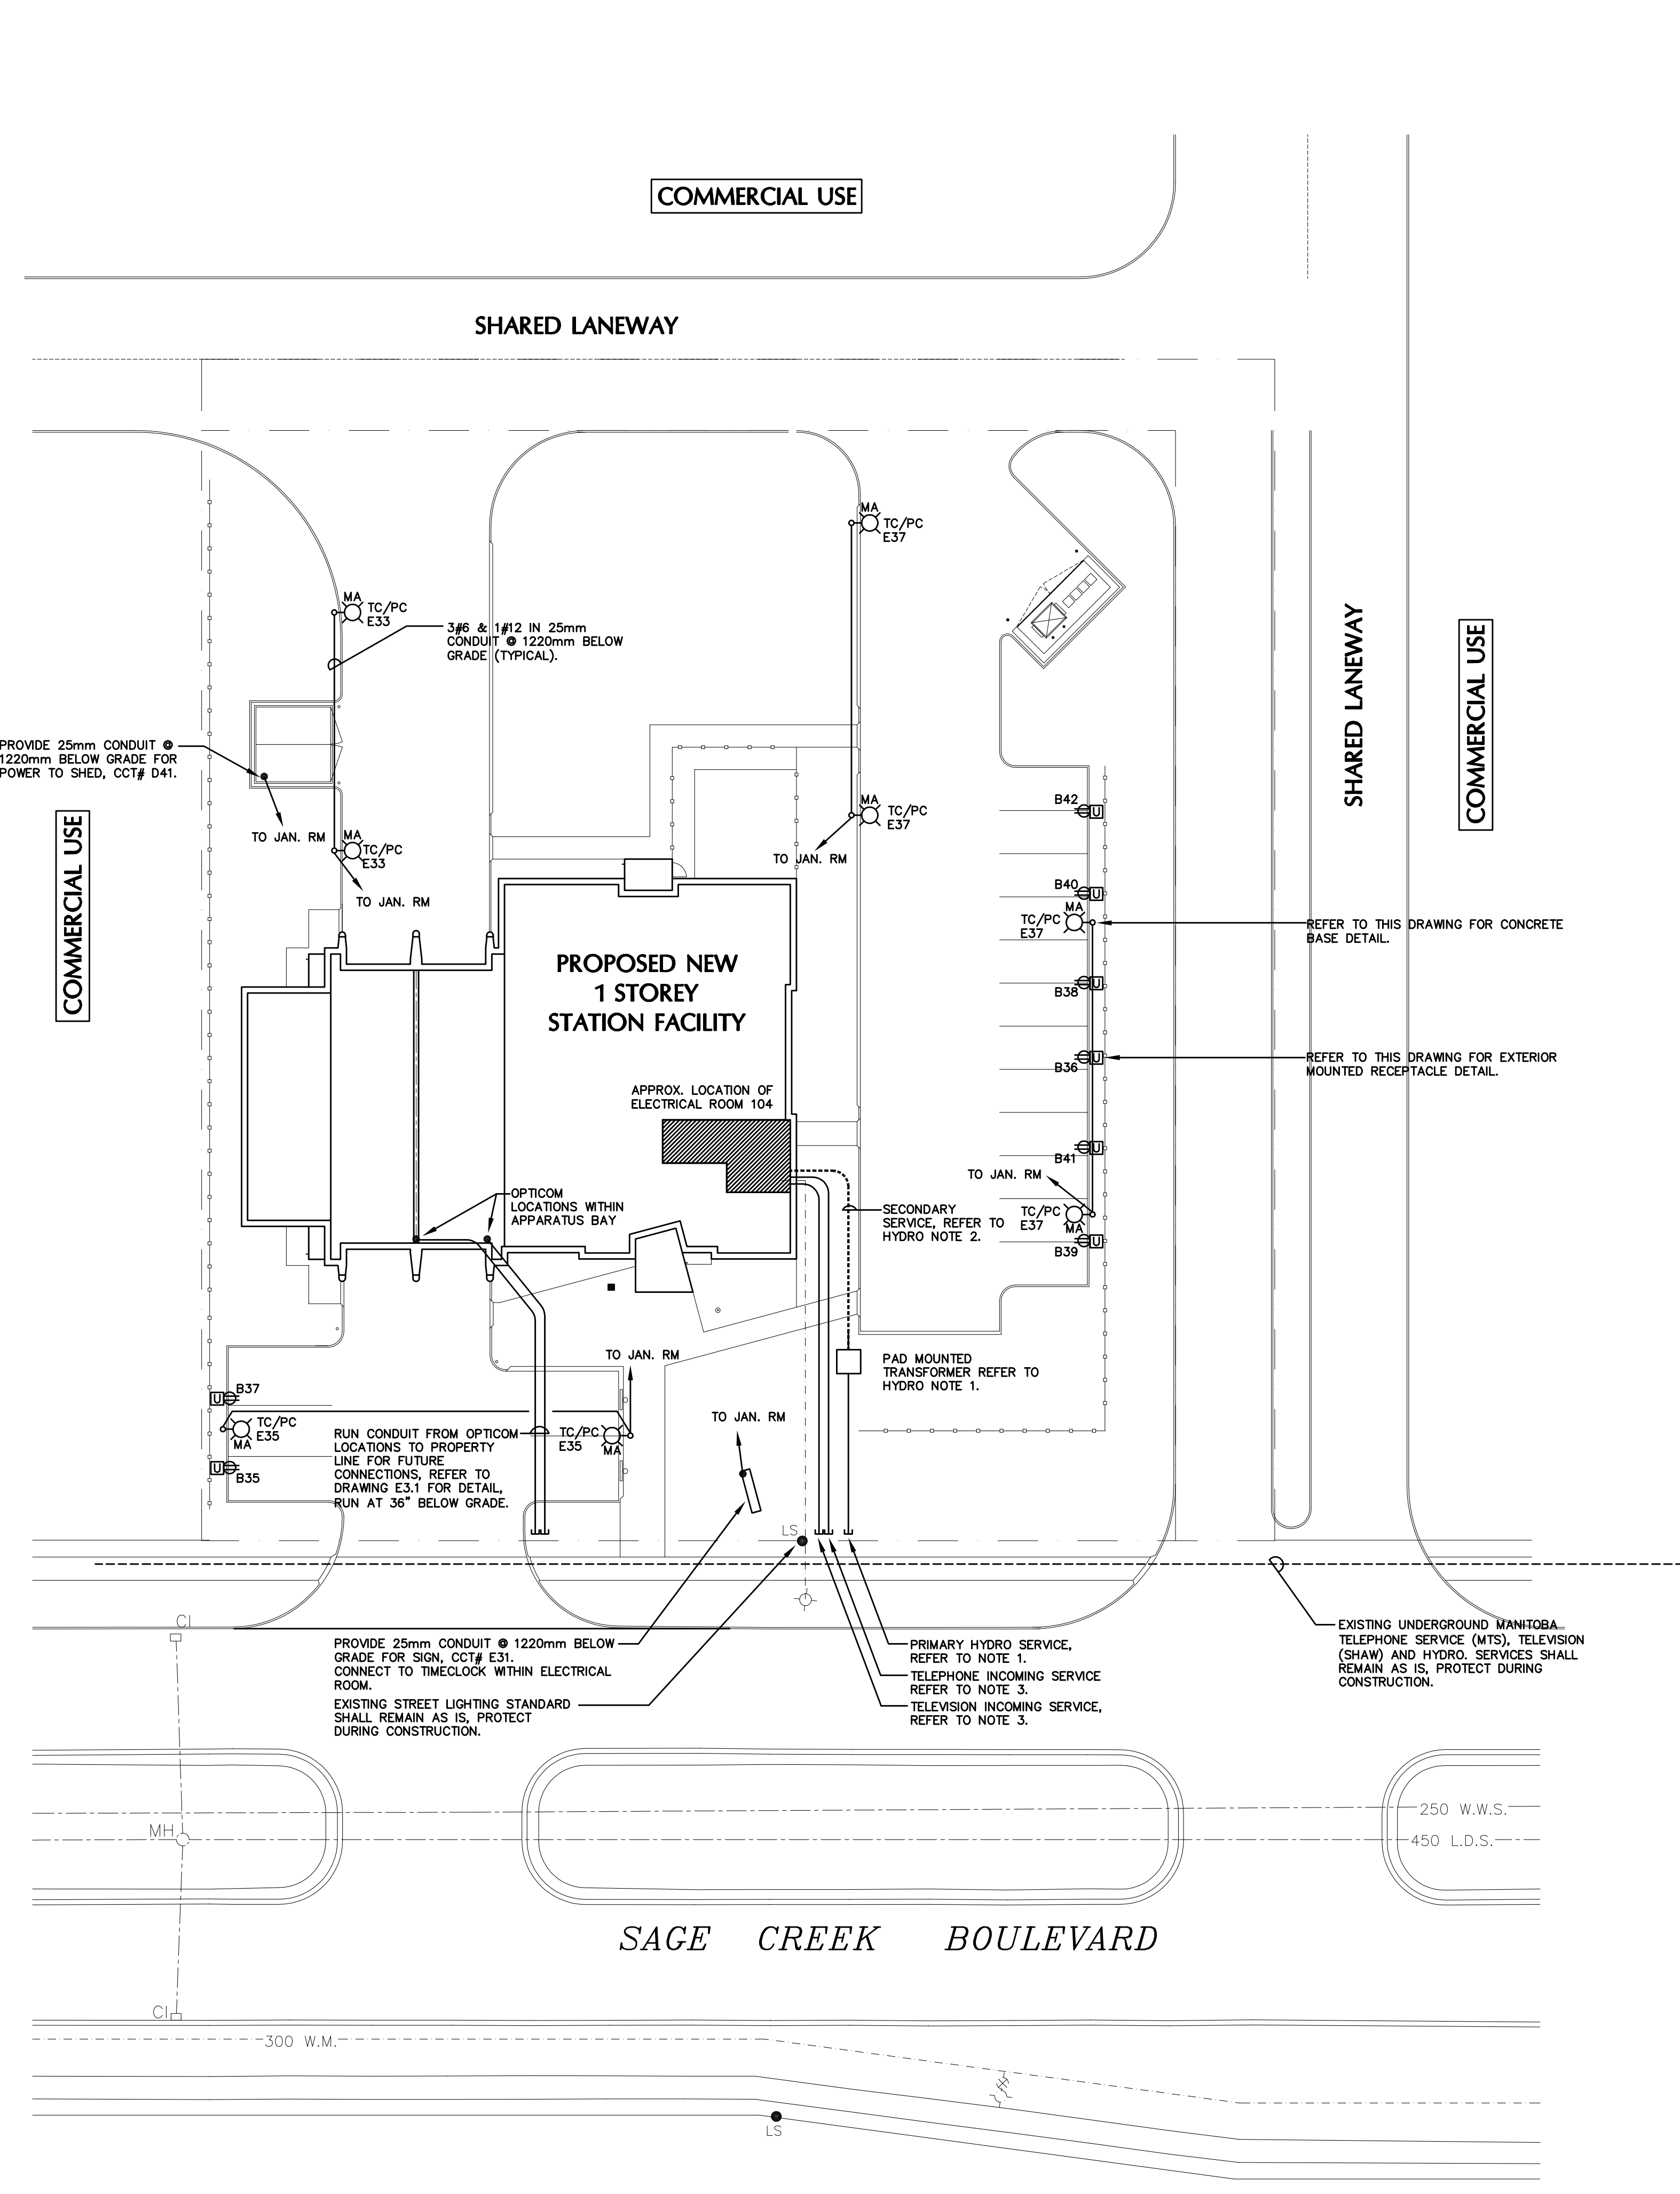 COMMERCIAL USE
SHARED LANEWAY
MA
TC/PC
E37
MA
TC/PC
E33
3#6 & 1#12 IN 25mm
CONDUIT @ 1220mm BELOW
GRADE (TYPICAL).
SHARED LANEWAY
COMMERCIAL USE
PROVIDE 25mm CONDUIT @
1220mm BELOW GRADE FOR
POWER TO SHED, CCT# D41.
TO JAN. RM
MA
TC/PC
E33
TO JAN. RM
MA
TC/PC
E37
TO JAN. RM
B42
U
COMMERCIAL USE
B40
U
MA
TC/PC
E37
REFER TO THIS DRAWING FOR CONCRETE
BASE DETAIL.
PROPOSED NEW
1 STOREY
STATION FACILITY
U
B38
U
B36
REFER TO THIS DRAWING FOR EXTERIOR
MOUNTED RECEPTACLE DETAIL.
APPROX. LOCATION OF
ELECTRICAL ROOM 104
U
B41
TO JAN. RM
OPTICOM
LOCATIONS WITHIN
APPARATUS BAY
SECONDARY
SERVICE, REFER TO
HYDRO NOTE 2.
TC/PC
E37
MA
U
B39
TO JAN. RM
PAD MOUNTED
TRANSFORMER REFER TO
HYDRO NOTE 1.
U
B37
TC/PC
E35
MA
U
B35
RUN CONDUIT FROM OPTICOM
LOCATIONS TO PROPERTY
LINE FOR FUTURE
CONNECTIONS, REFER TO
DRAWING E3.1 FOR DETAIL,
RUN AT 36" BELOW GRADE.
TC/PC
E35
MA
TO JAN. RM
LS
CI
PROVIDE 25mm CONDUIT @ 1220mm BELOW
GRADE FOR SIGN, CCT# E31.
CONNECT TO TIMECLOCK WITHIN ELECTRICAL
ROOM.
EXISTING STREET LIGHTING STANDARD
SHALL REMAIN AS IS, PROTECT
DURING CONSTRUCTION.
PRIMARY HYDRO SERVICE,
REFER TO NOTE 1.
TELEPHONE INCOMING SERVICE
REFER TO NOTE 3.
TELEVISION INCOMING SERVICE,
REFER TO NOTE 3.
EXISTING UNDERGROUND MANITOBA
TELEPHONE SERVICE (MTS), TELEVISION
(SHAW) AND HYDRO. SERVICES SHALL
REMAIN AS IS, PROTECT DURING
CONSTRUCTION.
250 W.W.S.
MH
450 L.D.S.
SAGE CREEK BOULEVARD
CI
300 W.M.
LS